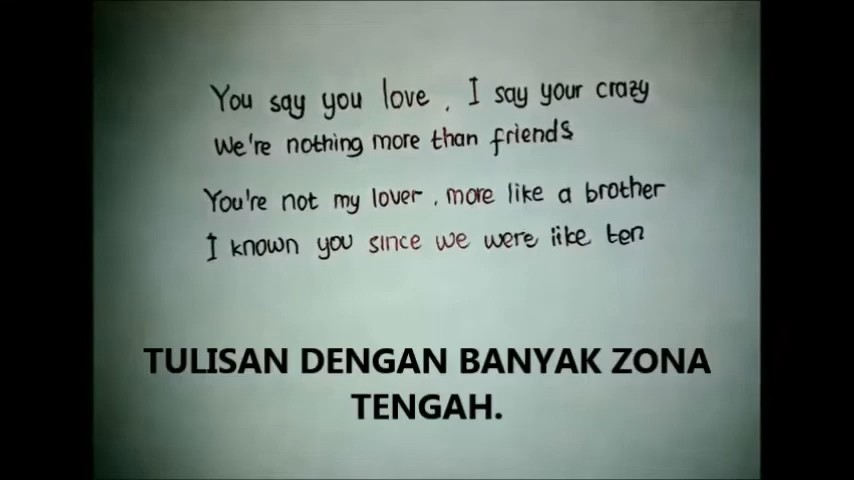 You say you love, I say your crazy
We're nothing more than friends
You're not my lover, more like a brother
I known you since we were like ten
TULISAN DENGAN BANYAK ZONA
TENGAH.